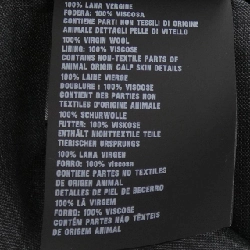 100% LANA VERGINE
FODERA: 100% VISCOSA
CONTIENE PARTI NON TESSILI DI ORIGINE
ANIMALE DETTAGLI PELLE DI VITELLO
100% VIRGIN WOOL
LINING: 100% VISCOSE
CONTAINS NON-TEXTILE PARTS OF
ANIMAL ORIGIN CALF SKIN DETAILS
100% LAINE VIERGE
DOUBLURE : 100% VISCOSE
CONTIENT DES PARTIES NON
TEXTILES D'ORIGINE ANIMALE
100% SCHURWOLLE
FUTTER: 100% VISKOSE
ENTHÄLT NICHTTEXTILE TEILE
TIERISCHEN URSPRUNGS
100% LANA VIRGEN
FORRO: 100% VISCOSA
CONTIENE PARTES NO TEXTILES
DE ORIGEN ANIMAL
DETALLES DE PIEL DE BECERRO
100% LÃ VIRGEM
FORRO: 100% VISCOSE
CONTÉM PARTES NÃO TÊXTEIS
DE ORIGEM ANIMAL